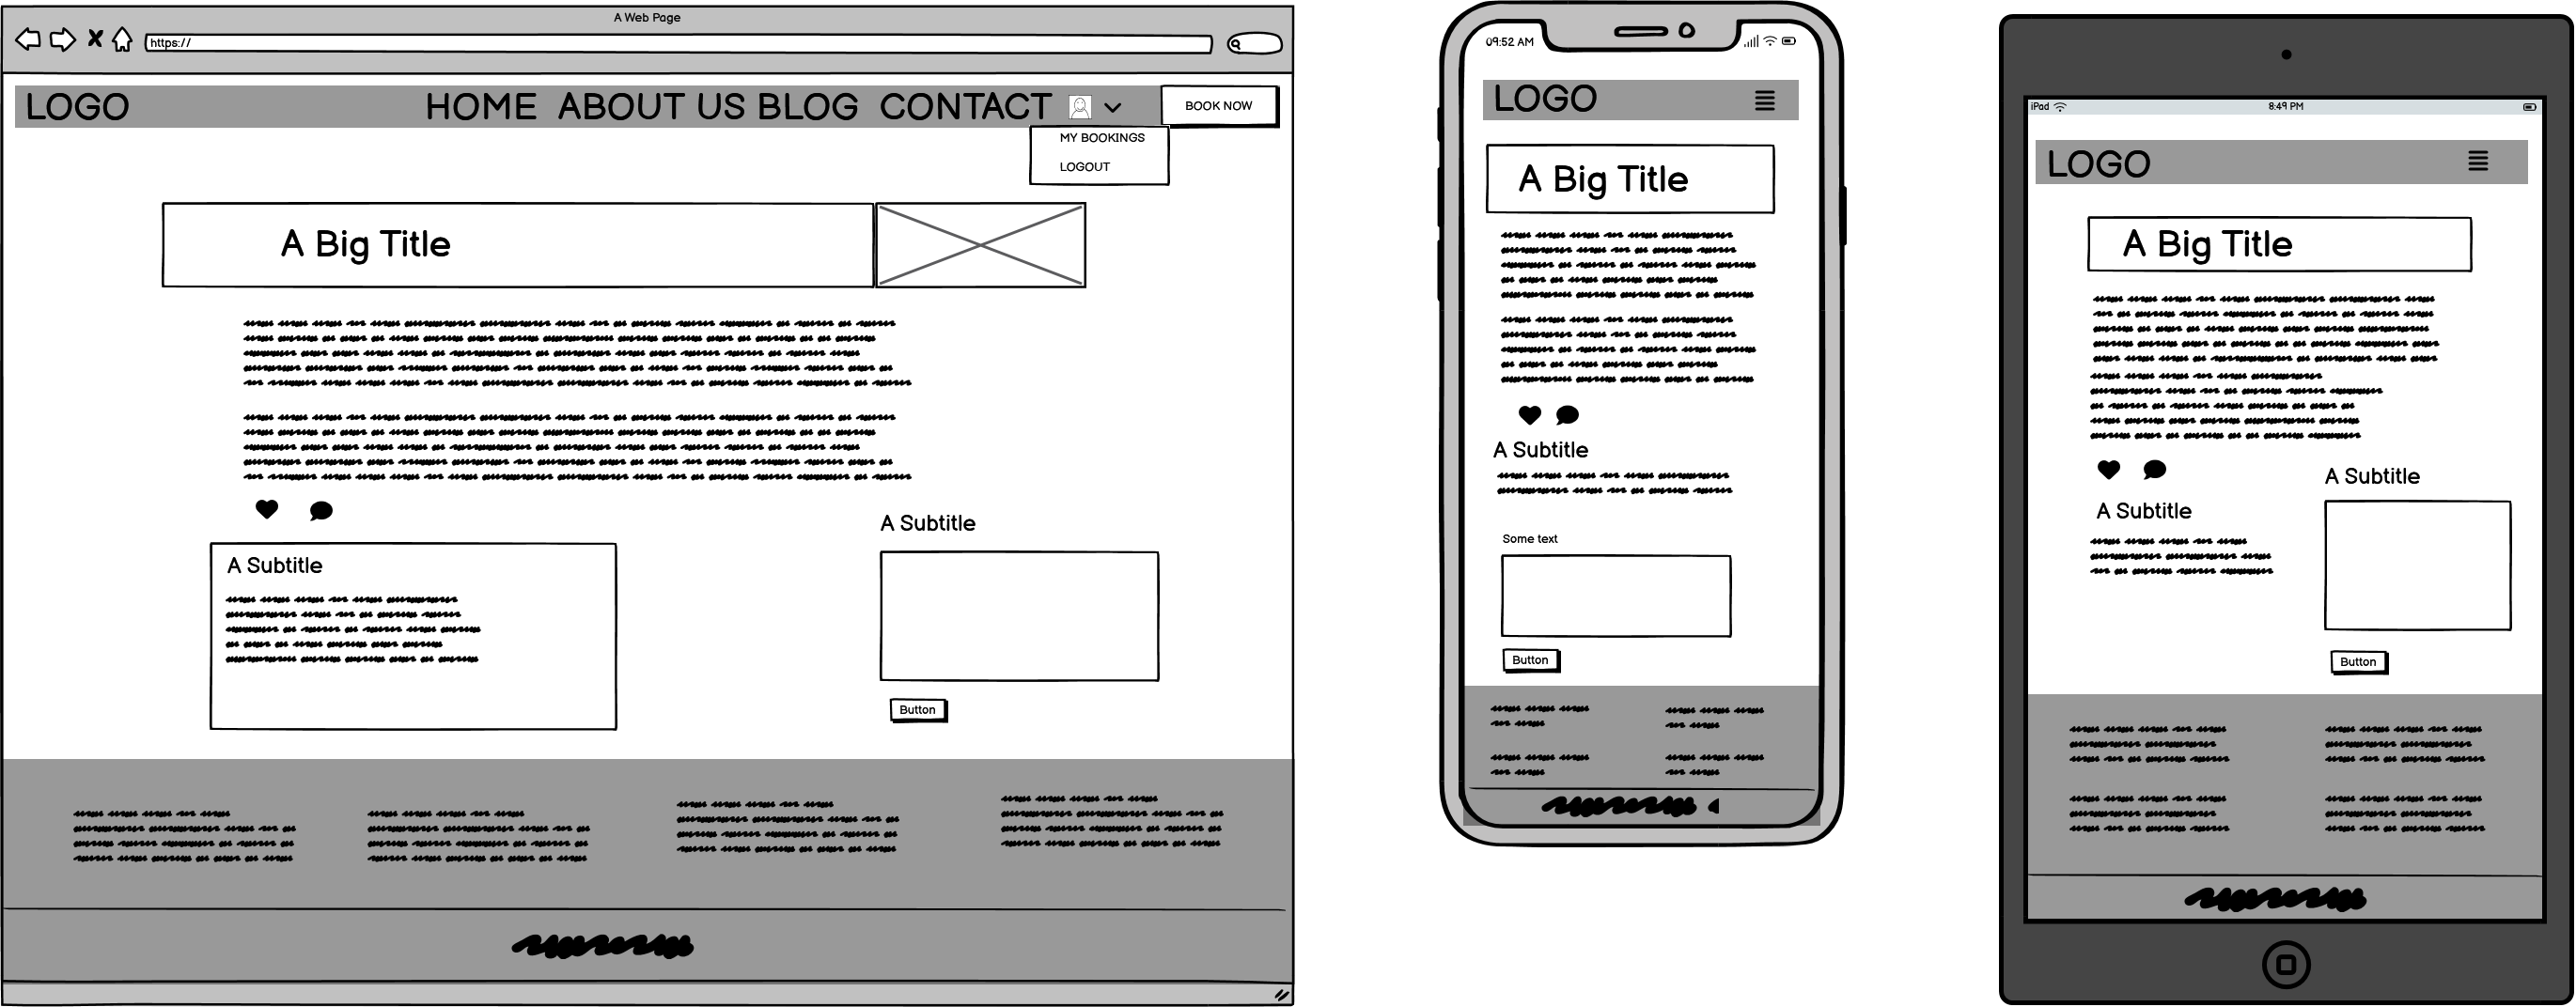 A Web Page
https://
LOGO HOME ABOUT US BLOG CONTACT BOOK NOW
MY BOOKINGS
LOGOUT
A Big Title
A Subtitle
A Subtitle
Button
09:52 AM
LOGO
A Big Title
A Subtitle
Some text
Button
iPad 8:49 PM
LOGO
A Big Title
A Subtitle
A Subtitle
Button